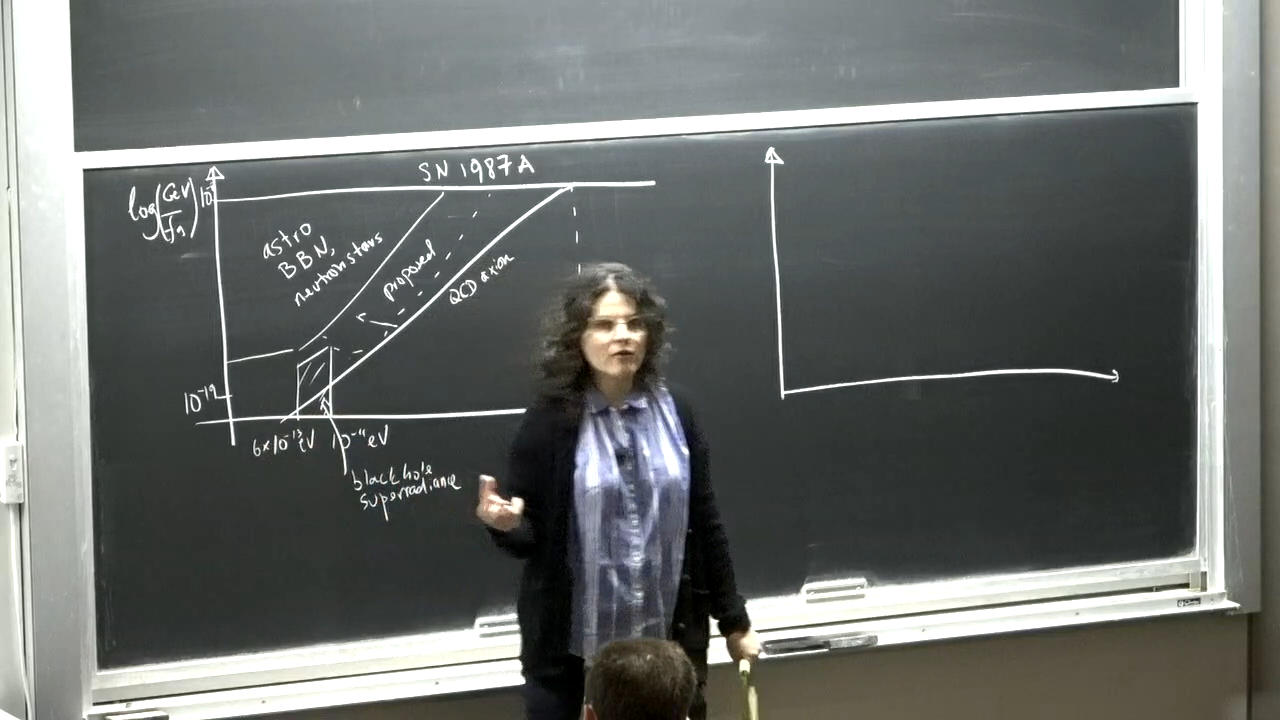 SN 1987A
log(GeV/fa)
astro
BBN,
neutron stars
proposed
QCD axion
10⁻¹⁹
6×10⁻¹³ eV
10⁻¹¹ eV
black hole
superradiance